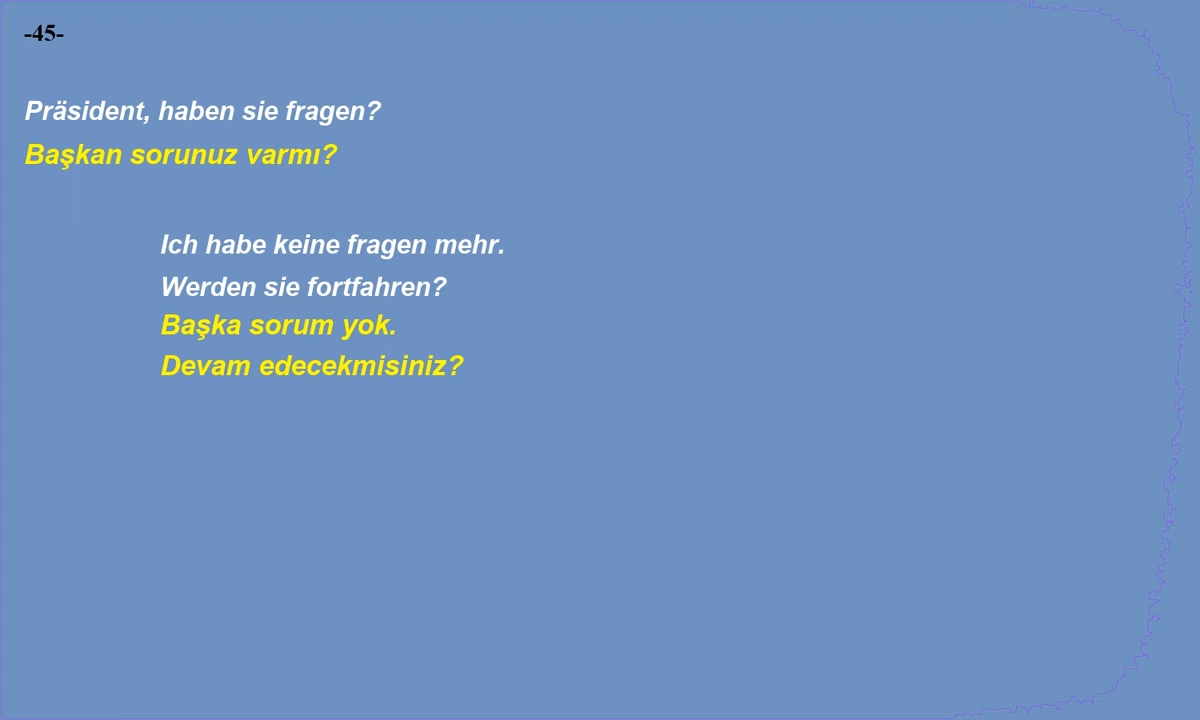 -45-
Präsident, haben sie fragen?
Başkan sorunuz varmı?
Ich habe keine fragen mehr.
Werden sie fortfahren?
Başka sorum yok.
Devam edecekmisiniz?